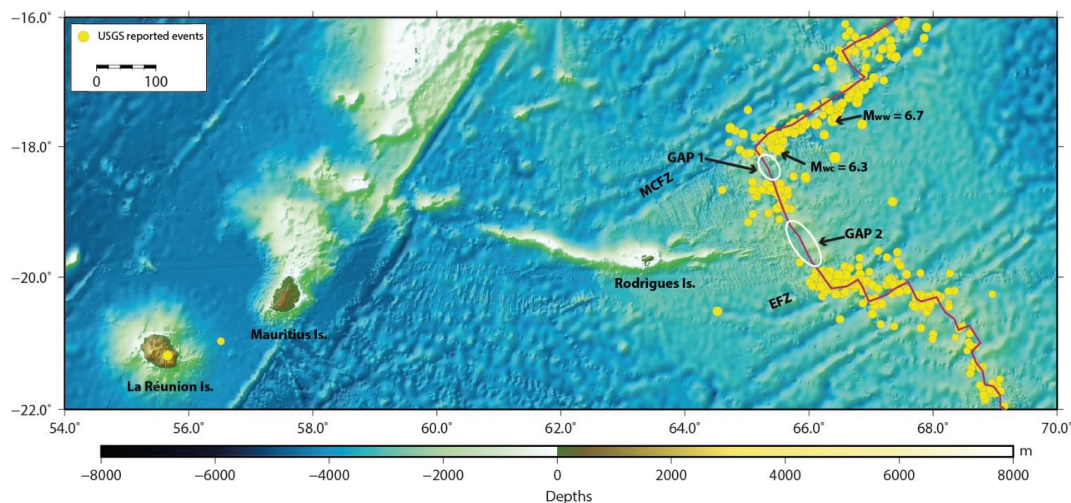 −16.0°
USGS reported events
0 100
Mww = 6.7
−18.0°
GAP 1
Mwc = 6.3
MCFZ
GAP 2
−20.0°
Rodrigues Is.
EFZ
Mauritius Is.
La Réunion Is.
−22.0°
54.0° 56.0° 58.0° 60.0° 62.0° 64.0° 66.0° 68.0° 70.0°
m
−8000 −6000 −4000 −2000 0 2000 4000 6000 8000
Depths